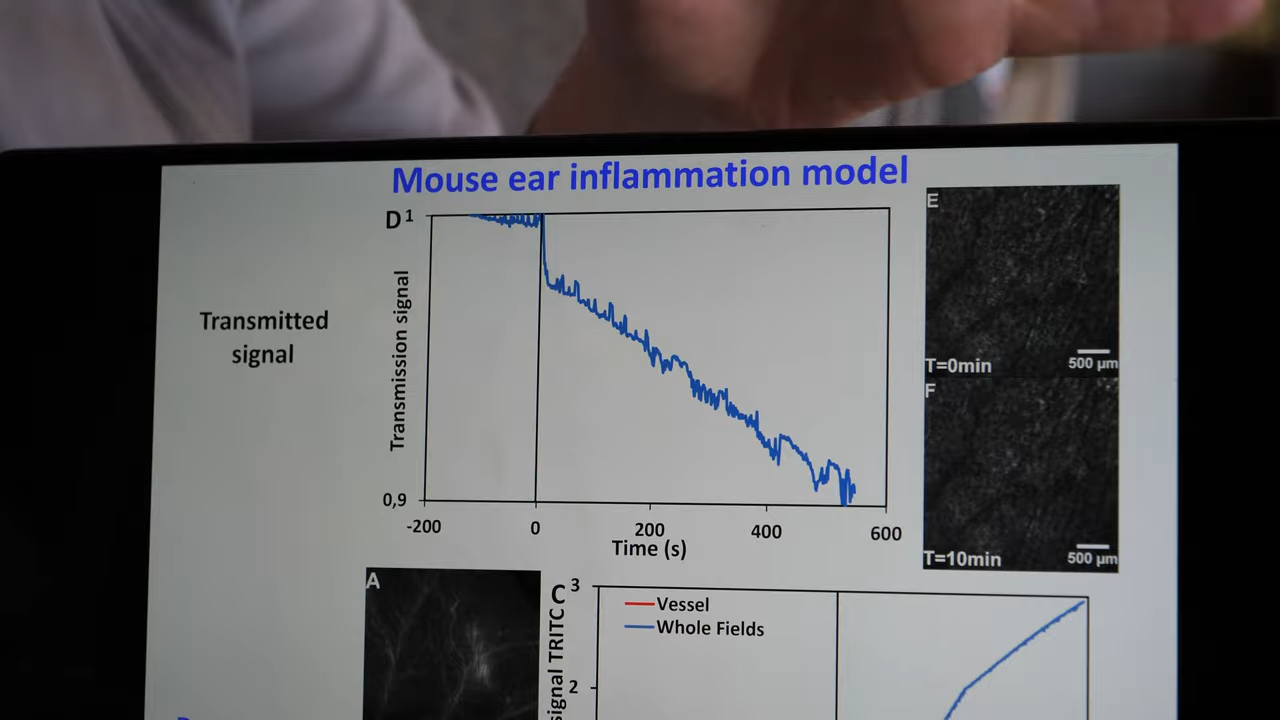 Mouse ear inflammation model
Transmitted
signal
D
1
0,9
Transmission signal
-200
0
200
400
600
Time (s)
E
T=0min
500 µm
F
T=10min
500 µm
A
C
3
2
signal TRITC
Vessel
Whole Fields